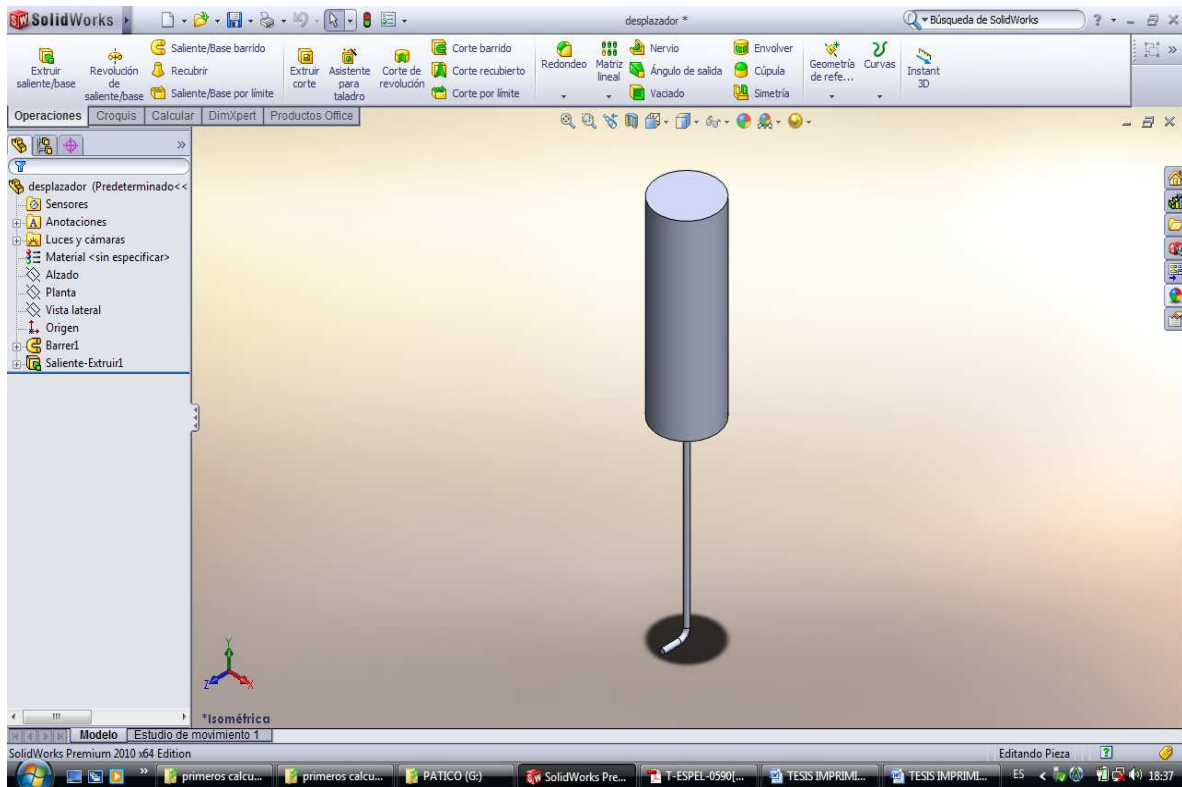 SolidWorks
desplazador *
Búsqueda de SolidWorks
?
Extruir
saliente/base
Revolución
de
saliente/base
Saliente/Base barrido
Recubrir
Saliente/Base por límite
Extruir
corte
Asistente
para
taladro
Corte de
revolución
Corte barrido
Corte recubierto
Corte por límite
Redondeo
Matriz
lineal
Nervio
Ángulo de salida
Vaciado
Envolver
Cúpula
Simetría
Geometría
de refe...
Curvas
Instant
3D
Operaciones Croquis Calcular DimXpert Productos Office
desplazador (Predeterminado<<
Sensores
Anotaciones
Luces y cámaras
Material <sin especificar>
Alzado
Planta
Vista lateral
Origen
Barrer1
Saliente-Extruir1
Y
Z X
*Isométrica
Modelo Estudio de movimiento 1
SolidWorks Premium 2010 x64 Edition Editando Pieza ?
primeros calcu... primeros calcu... PATICO (G:) SolidWorks Pre... T-ESPEL-0590[... TESIS IMPRIMI... TESIS IMPRIMI... ES 18:37